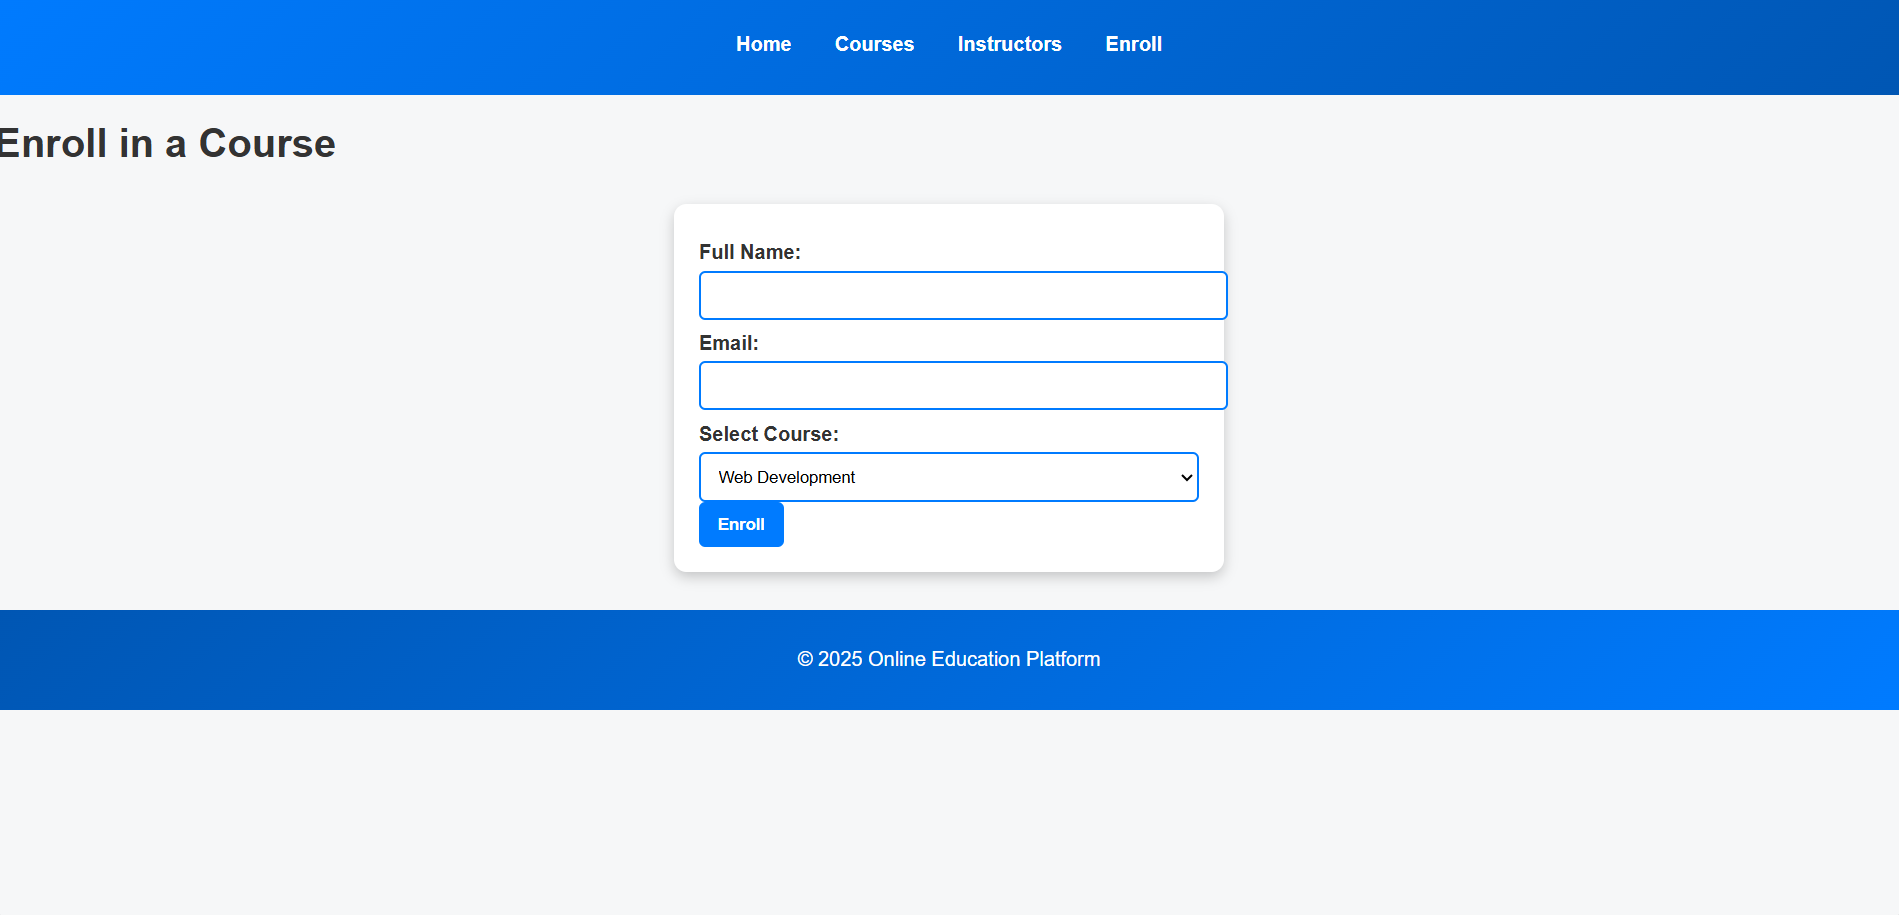 Home Courses Instructors Enroll
Enroll in a Course
Full Name:
Email:
Select Course:
Web Development
Enroll
© 2025 Online Education Platform